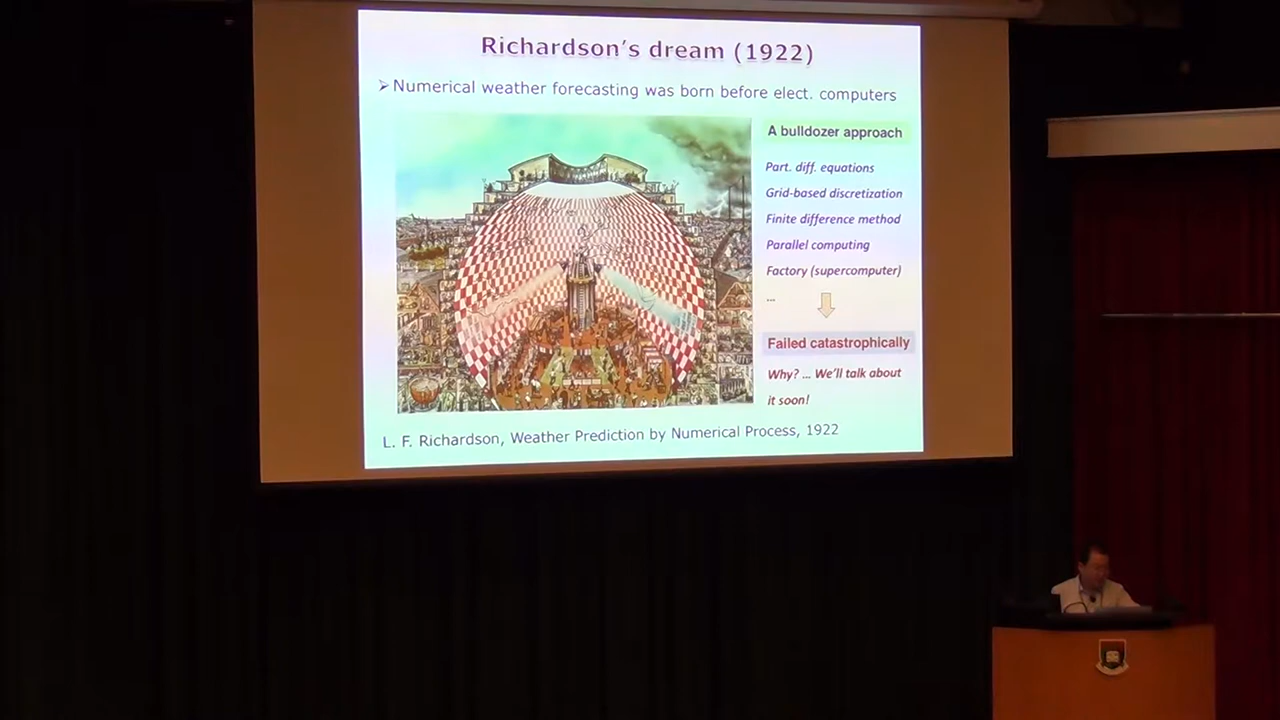 Richardson's dream (1922)
➢ Numerical weather forecasting was born before elect. computers
A bulldozer approach
Part. diff. equations
Grid-based discretization
Finite difference method
Parallel computing
Factory (supercomputer)
...
Failed catastrophically
Why? ... We'll talk about
it soon!
L. F. Richardson, Weather Prediction by Numerical Process, 1922